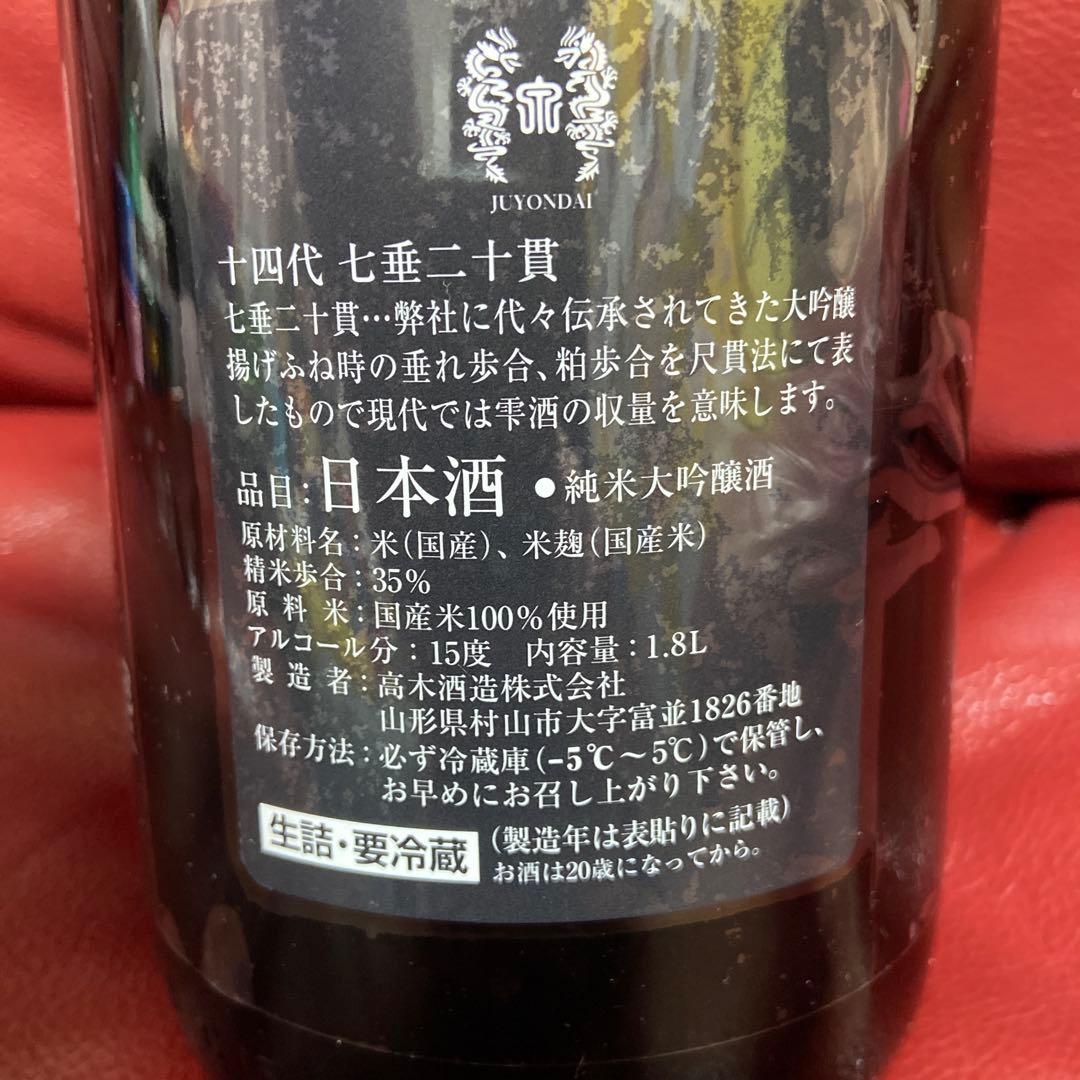 JUYONDAI
十四代 七垂二十貫
七垂二十貫…弊社に代々伝承されてきた大吟醸
揚げふね時の垂れ歩合、粕歩合を尺貫法にて表
したもので現代では雫酒の収量を意味します。
品目：日本酒 ●純米大吟醸酒
原材料名：米(国産)、米麹(国産米)
精米歩合：35%
原料米：国産米100%使用
アルコール分：15度 内容量：1.8L
製造者：高木酒造株式会社
山形県村山市大字富並1826番地
保存方法：必ず冷蔵庫(-5℃～5℃)で保管し、
お早めにお召し上がり下さい。
生詰・要冷蔵 (製造年は表貼りに記載)
お酒は20歳になってから。